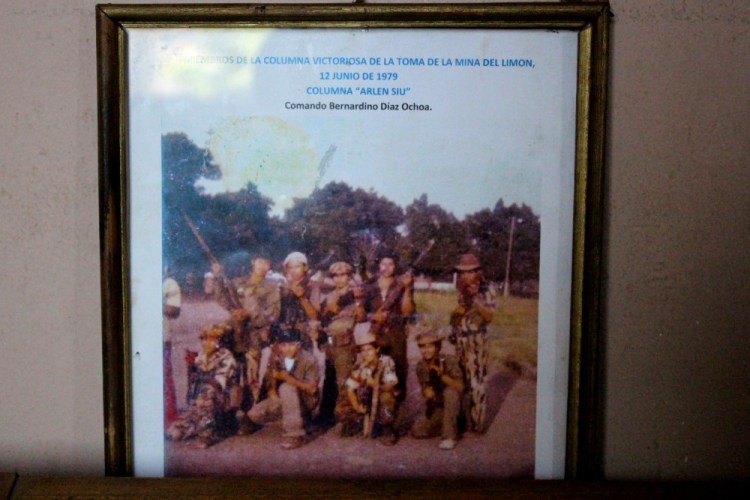 DE LA COLUMNA VICTORIOSA DE LA TOMA DE LA MINA DEL LIMON,
12 JUNIO DE 1979
COLUMNA "ARLEN SIU"
Comando Bernardino Díaz Ochoa.